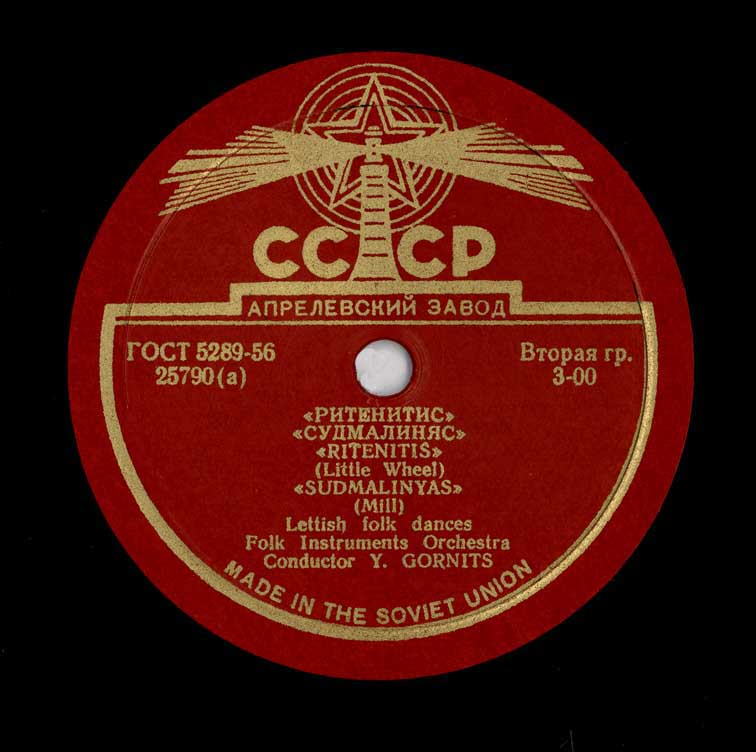 СССР
АПРЕЛЕВСКИЙ ЗАВОД
ГОСТ 5289-56
25790(а)
Вторая гр.
3-00
«РИТЕНИТИС»
«СУДМАЛИНЯС»
«RITENITIS»
(Little Wheel)
«SUDMALINYAS»
(Mill)
Lettish folk dances
Folk Instruments Orchestra
Conductor Y. GORNITS
MADE IN THE SOVIET UNION